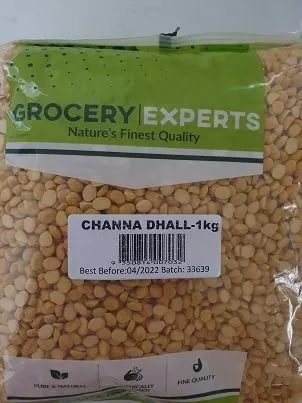 GROCERY|EXPERTS
Nature's Finest Quality
CHANNA DHALL-1kg
Best Before:04/2022 Batch: 33639
PURE & NATURAL
FINE QUALITY